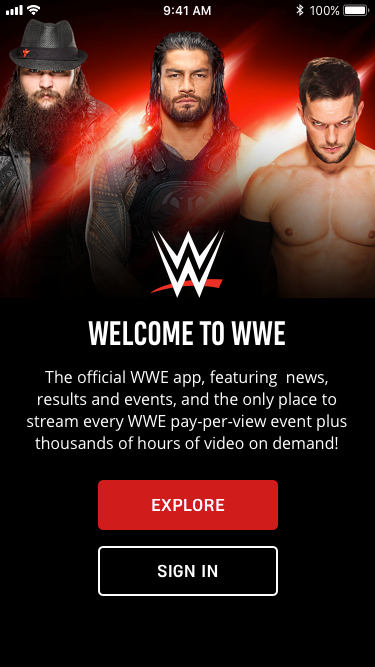 9:41 AM
100%
W
WELCOME TO WWE
The official WWE app, featuring  news,
results and events, and the only place to
stream every WWE pay-per-view event plus
thousands of hours of video on demand!
EXPLORE
SIGN IN